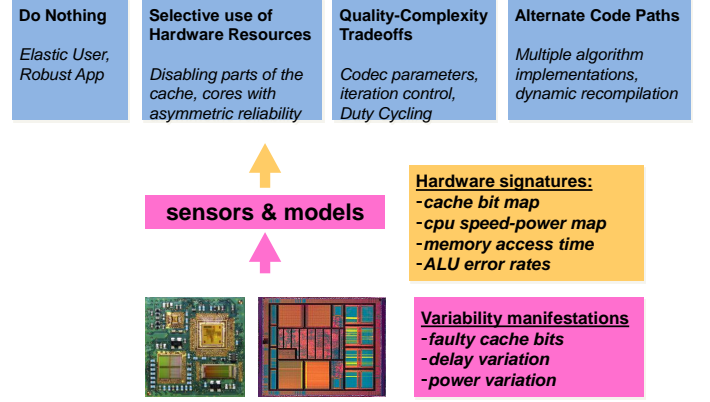 Do Nothing
Elastic User,
Robust App
Selective use of
Hardware Resources
Disabling parts of the
cache, cores with
asymmetric reliability
Quality-Complexity
Tradeoffs
Codec parameters,
iteration control,
Duty Cycling
Alternate Code Paths
Multiple algorithm
implementations,
dynamic recompilation
sensors & models
Hardware signatures:
-cache bit map
-cpu speed-power map
-memory access time
-ALU error rates
Variability manifestations
-faulty cache bits
-delay variation
-power variation